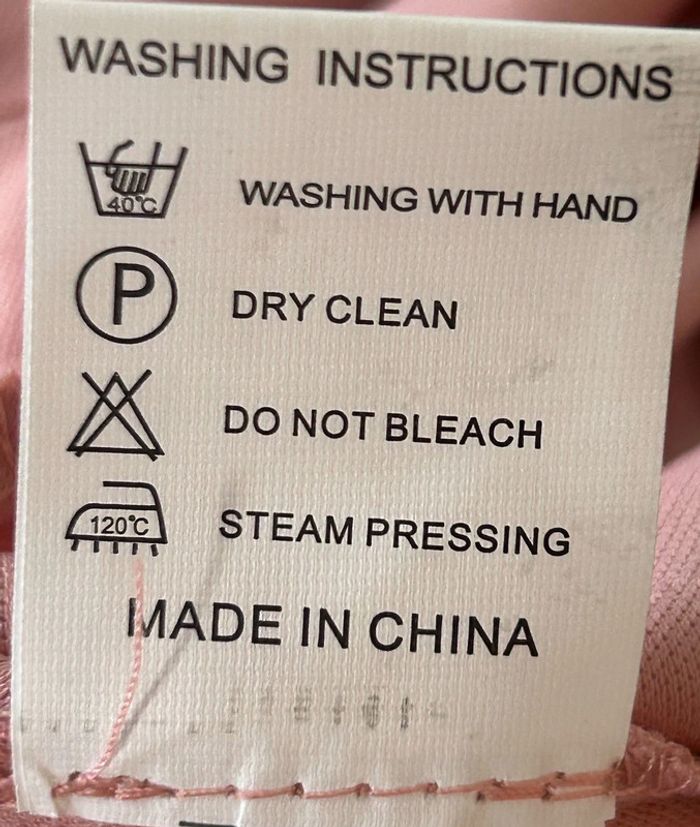 WASHING INSTRUCTIONS
40°C WASHING WITH HAND
P DRY CLEAN
DO NOT BLEACH
120°C STEAM PRESSING
MADE IN CHINA